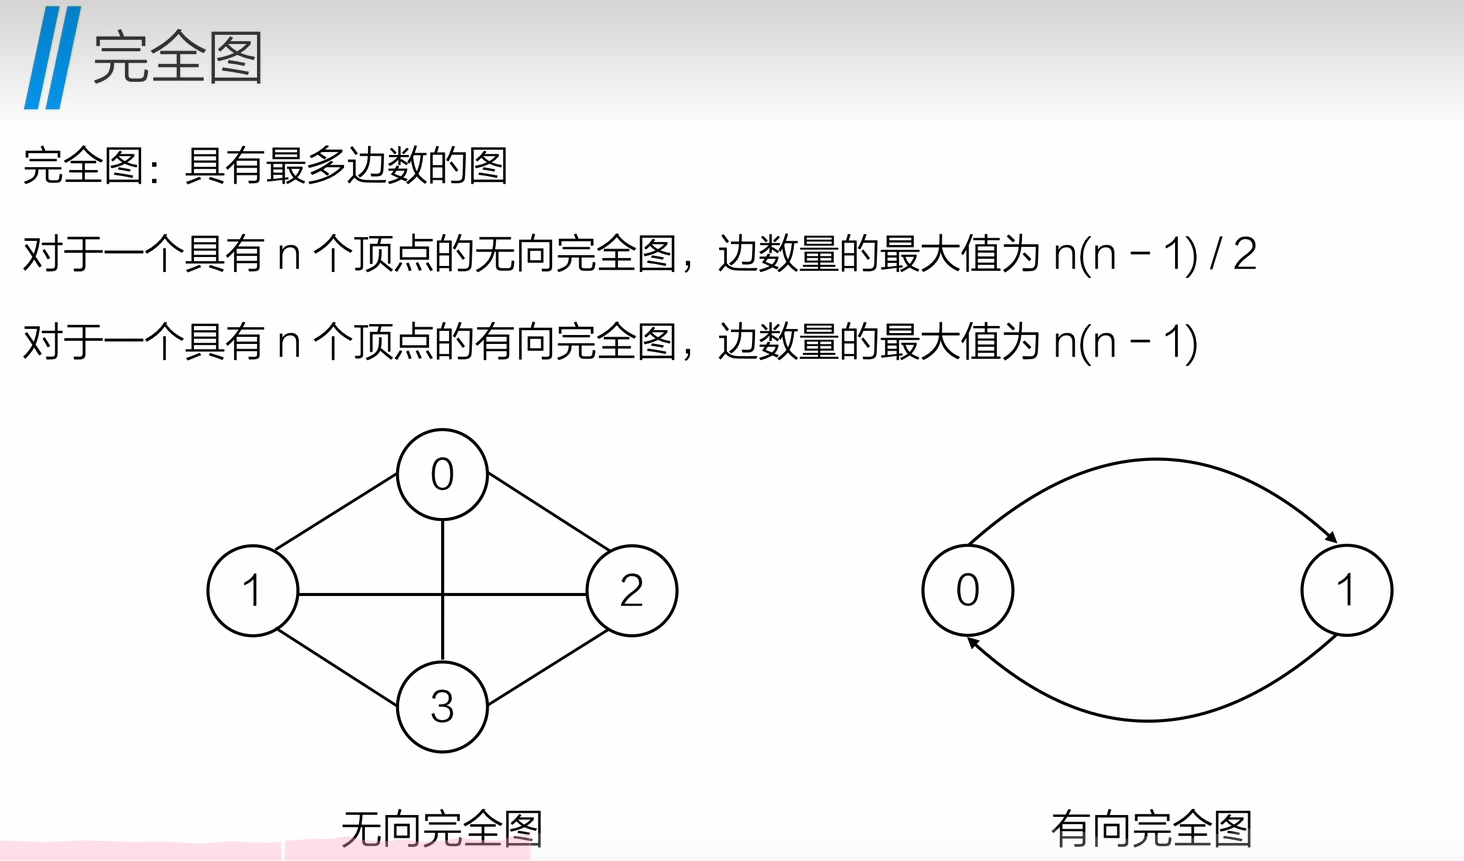 完全图
完全图：具有最多边数的图
对于一个具有 n 个顶点的无向完全图，边数量的最大值为 n(n − 1) / 2
对于一个具有 n 个顶点的有向完全图，边数量的最大值为 n(n − 1)
0
1
2
3
0
1
无向完全图
有向完全图